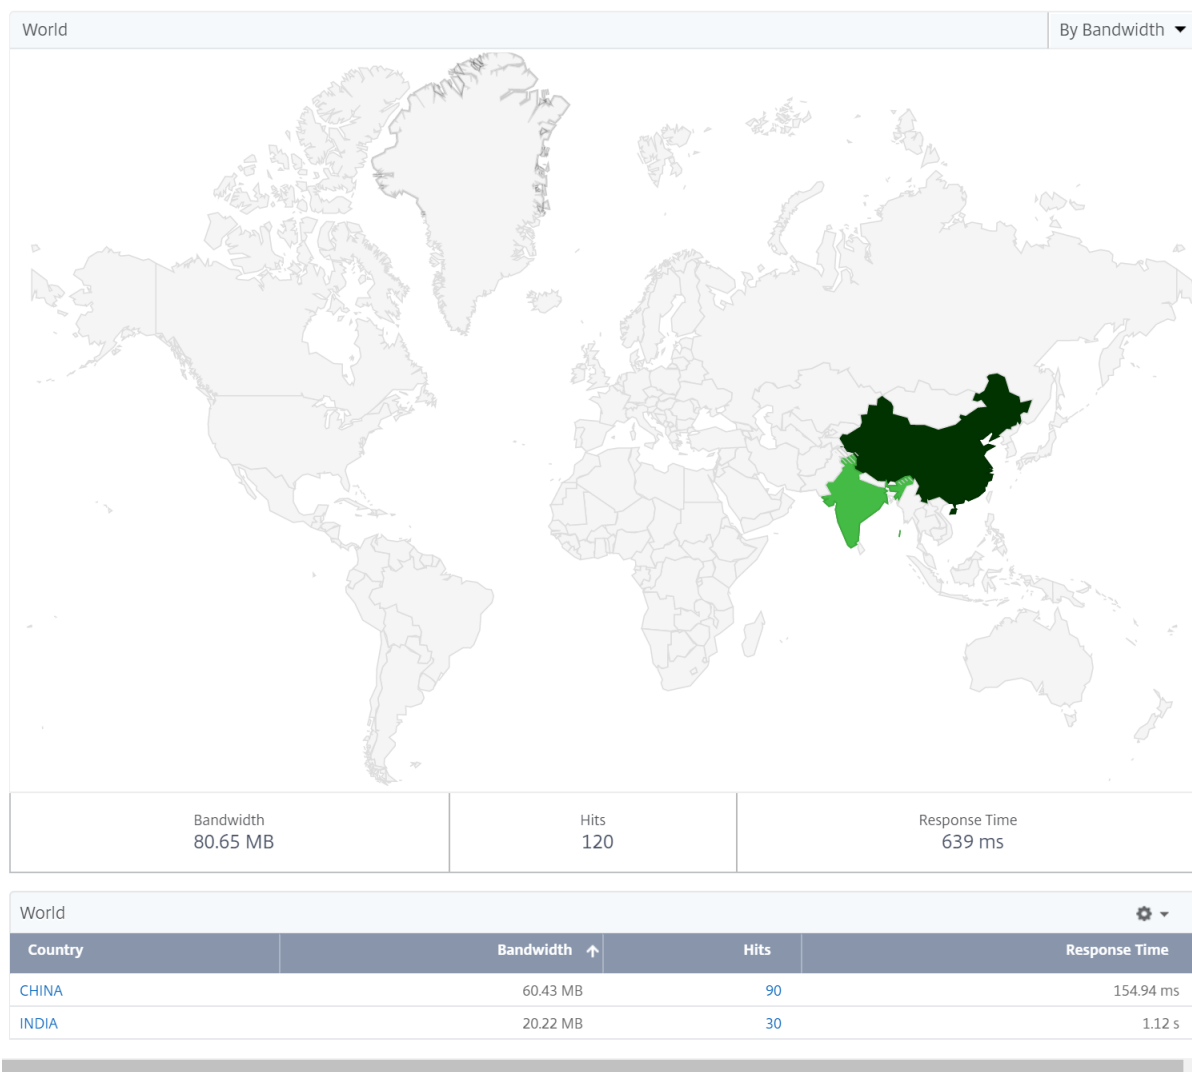 World By Bandwidth
Bandwidth Hits Response Time
80.65 MB 120 639 ms
World
Country Bandwidth Hits Response Time
CHINA 60.43 MB 90 154.94 ms
INDIA 20.22 MB 30 1.12 s